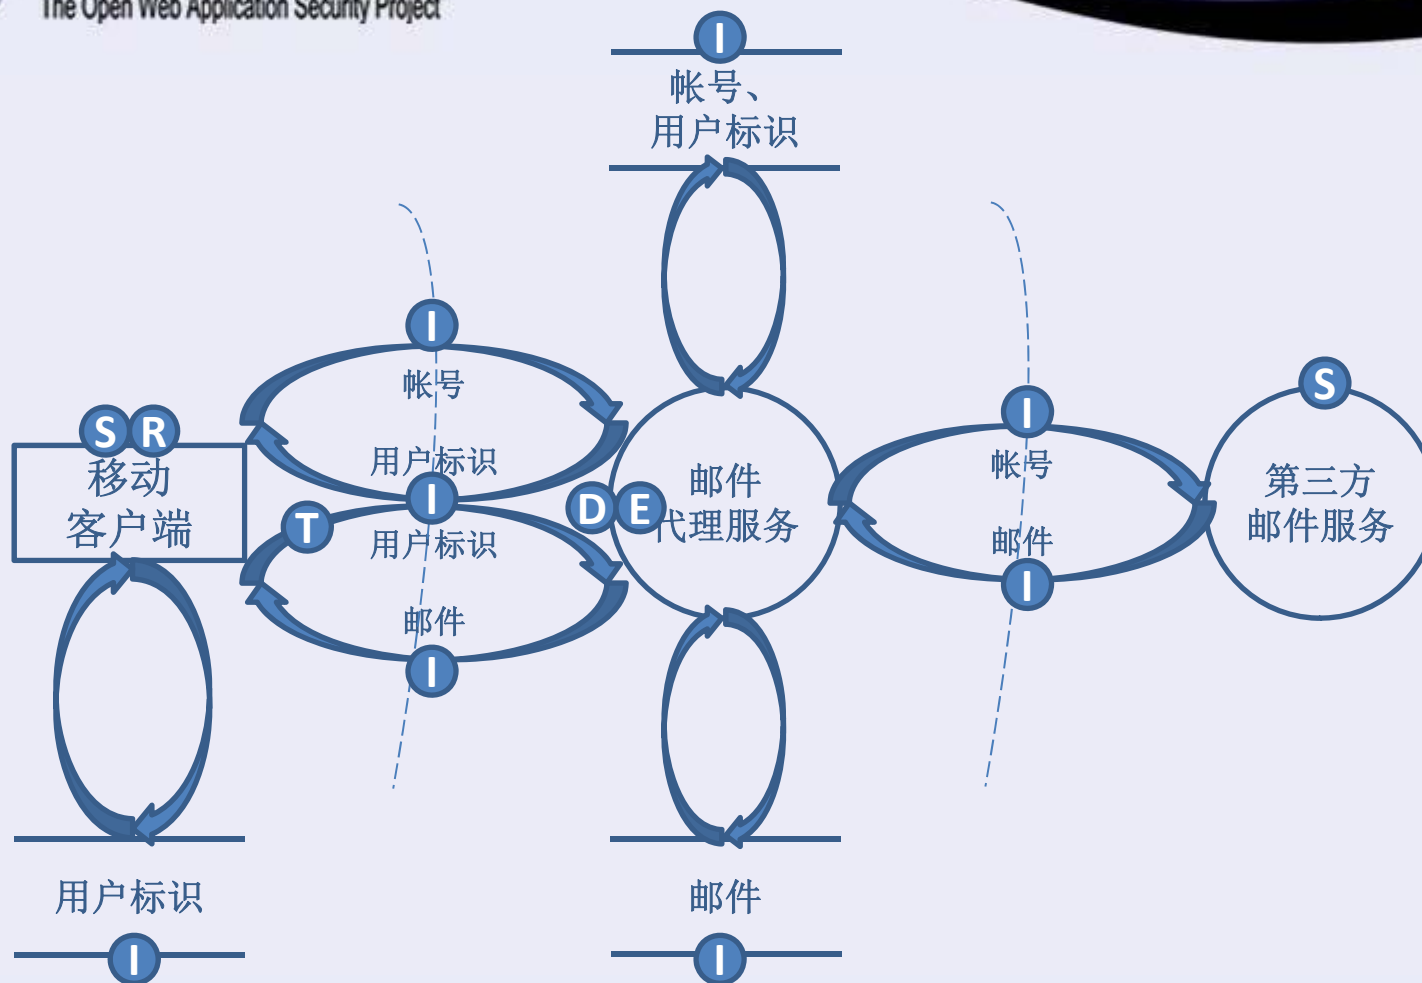 The Open Web Application Security Project
I
帐号、
用户标识
I
帐号
S R
移动
客户端
用户标识
I
T
用户标识
邮件
I
D E
邮件
代理服务
I
帐号
邮件
I
S
第三方
邮件服务
用户标识
I
邮件
I